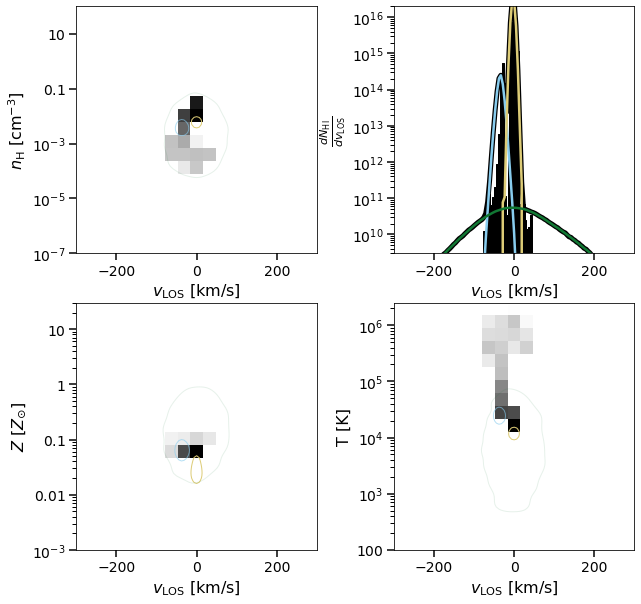 10
0.1
10⁻³
10⁻⁵
10⁻⁷
n_H [cm⁻³]
−200 0 200
v_LOS [km/s]
10¹⁶
10¹⁵
10¹⁴
10¹³
10¹²
10¹¹
10¹⁰
dN_HI
dv_LOS
−200 0 200
v_LOS [km/s]
10
1
0.1
0.01
10⁻³
Z [Z_⊙]
−200 0 200
v_LOS [km/s]
10⁶
10⁵
10⁴
10³
100
T [K]
−200 0 200
v_LOS [km/s]